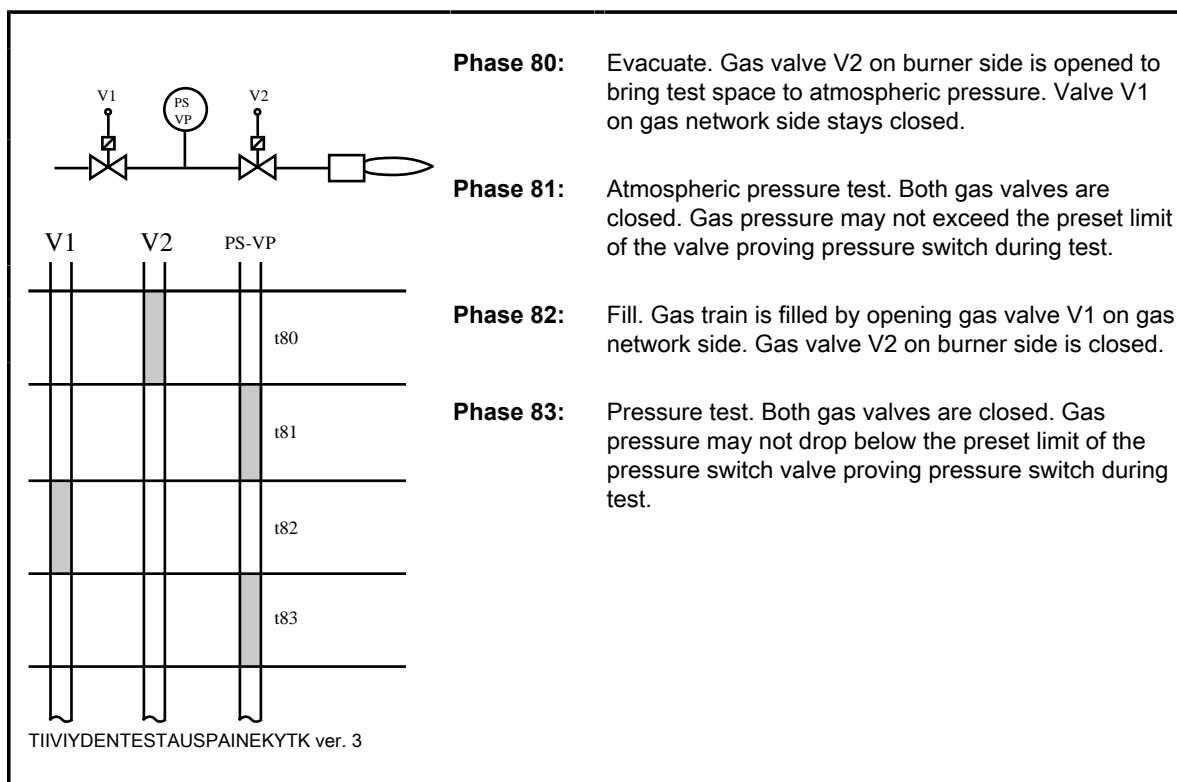 V1
PS
VP
V2
V1
V2
PS-VP
t80
t81
t82
t83
TIIVIYDENTESTAUSPAINEKYTK ver. 3
Phase 80:
Evacuate. Gas valve V2 on burner side is opened to
bring test space to atmospheric pressure. Valve V1
on gas network side stays closed.
Phase 81:
Atmospheric pressure test. Both gas valves are
closed. Gas pressure may not exceed the preset limit
of the valve proving pressure switch during test.
Phase 82:
Fill. Gas train is filled by opening gas valve V1 on gas
network side. Gas valve V2 on burner side is closed.
Phase 83:
Pressure test. Both gas valves are closed. Gas
pressure may not drop below the preset limit of the
pressure switch valve proving pressure switch during
test.